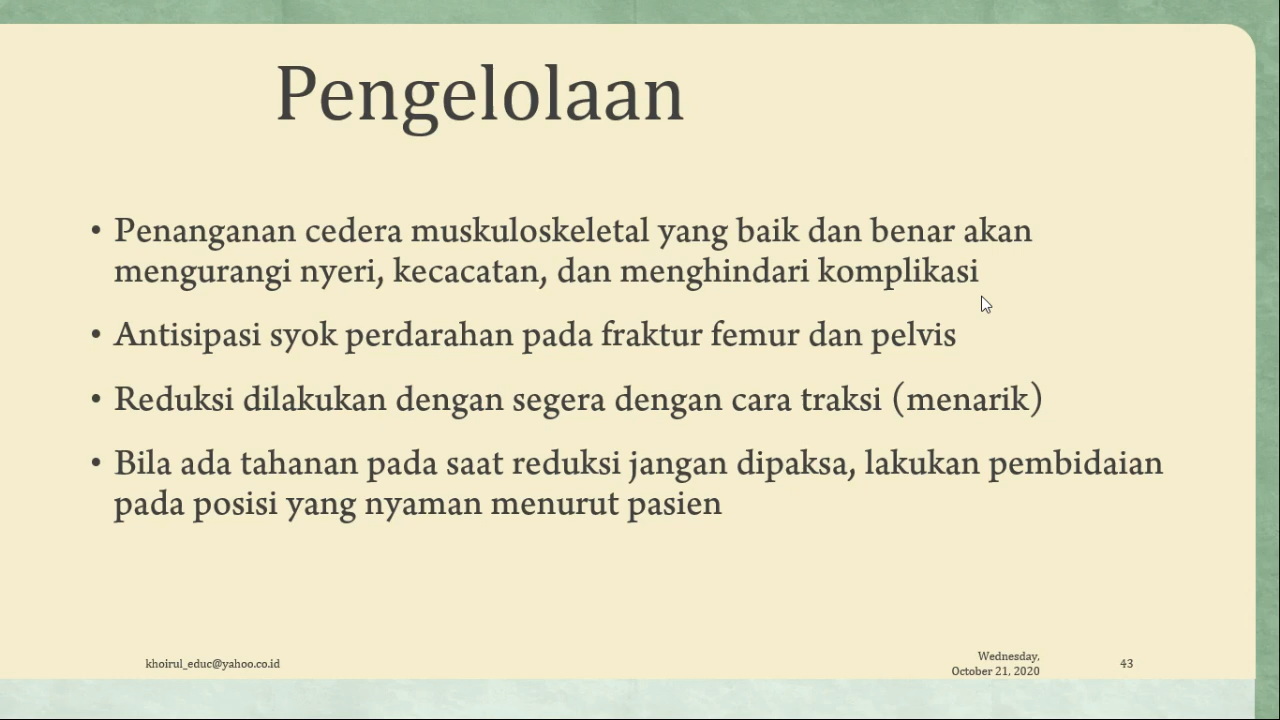 Pengelolaan
• Penanganan cedera muskuloskeletal yang baik dan benar akan
mengurangi nyeri, kecacatan, dan menghindari komplikasi
• Antisipasi syok perdarahan pada fraktur femur dan pelvis
• Reduksi dilakukan dengan segera dengan cara traksi (menarik)
• Bila ada tahanan pada saat reduksi jangan dipaksa, lakukan pembidaian
pada posisi yang nyaman menurut pasien
khoirul_educ@yahoo.co.id
Wednesday,
October 21, 2020
43